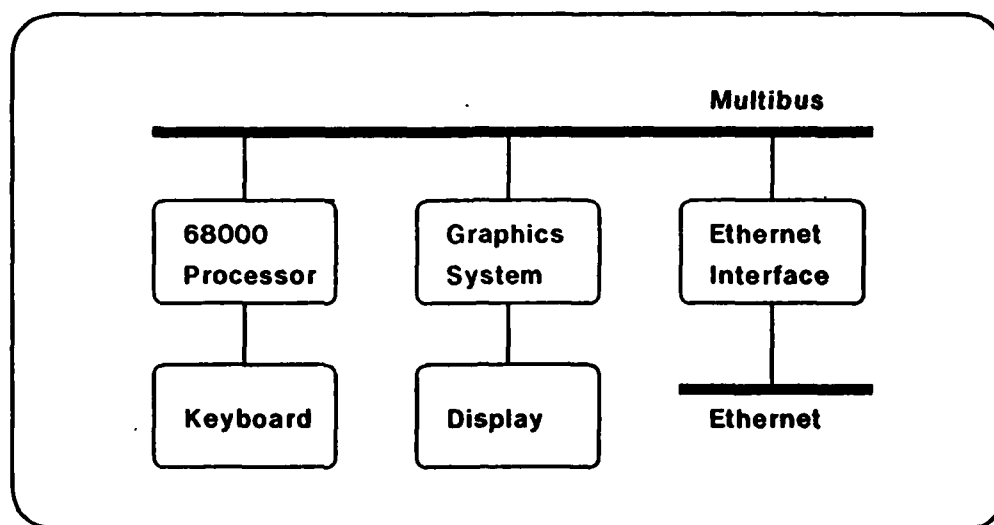 Multibus
68000
Processor
Graphics
System
Ethernet
Interface
Keyboard
Display
Ethernet